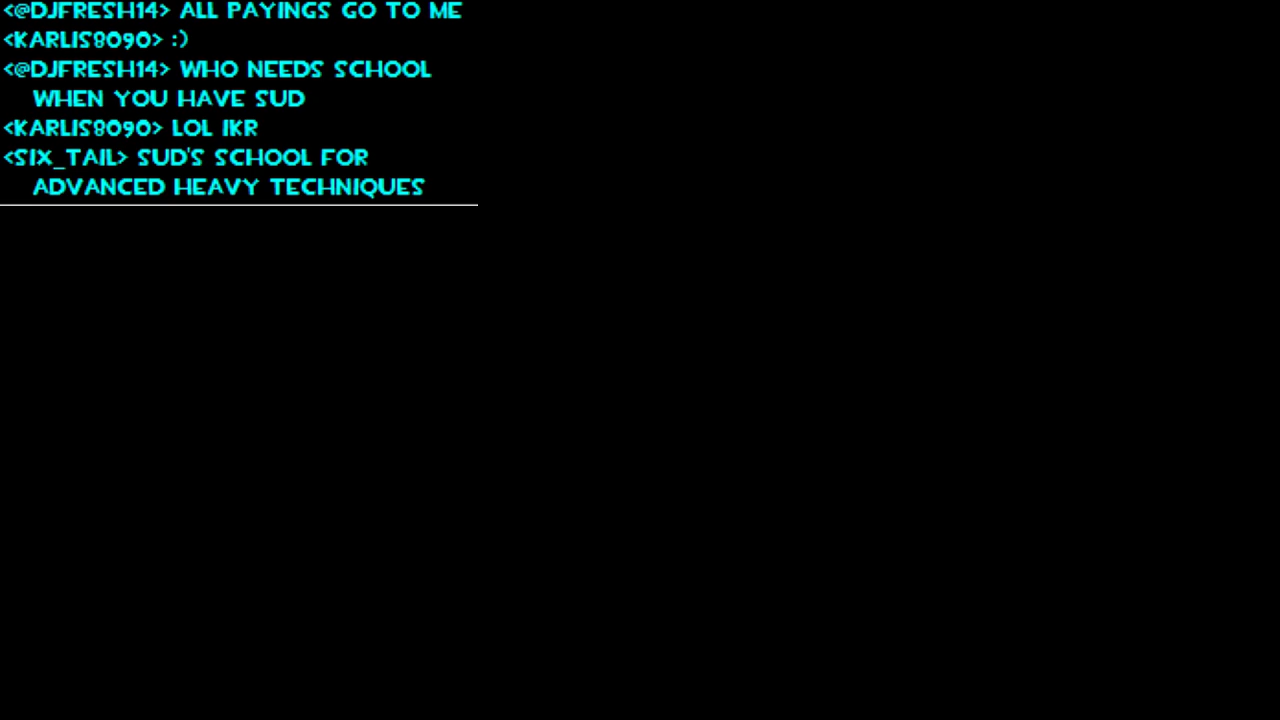 <@DJFRESH14> ALL PAYINGS GO TO ME
<KARLIS8090> :)
<@DJFRESH14> WHO NEEDS SCHOOL
WHEN YOU HAVE SUD
<KARLIS8090> LOL IKR
<SIX_TAIL> SUD'S SCHOOL FOR
ADVANCED HEAVY TECHNIQUES